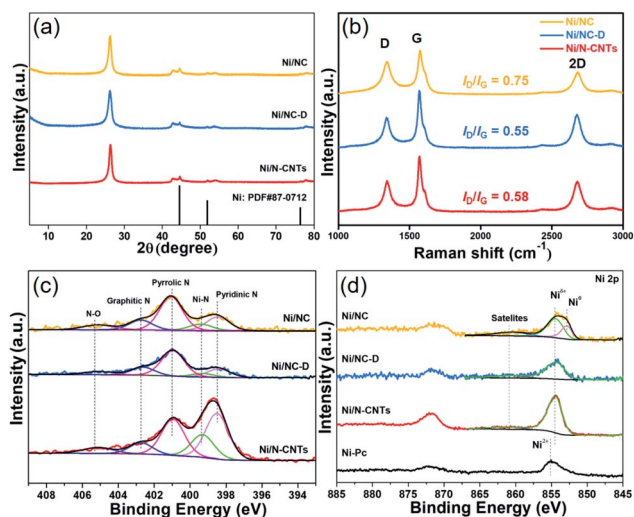 (a)
Ni/NC
Ni/NC-D
Ni/N-CNTs
Ni: PDF#87-0712
Intensity (a.u.)
10 20 30 40 50 60 70 80
2θ(degree)
(b)
Ni/NC
Ni/NC-D
Ni/N-CNTs
D
G
2D
ID/IG = 0.75
ID/IG = 0.55
ID/IG = 0.58
Intensity (a.u.)
1000 1500 2000 2500 3000
Raman shift (cm-1)
(c)
Pyrrolic N
Graphitic N
Ni-N
N-O
Pyridinic N
Ni/NC
Ni/NC-D
Ni/N-CNTs
Intensity (a.u.)
408 406 404 402 400 398 396 394
Binding Energy (eV)
(d)
Ni 2p
Ni/NC
Satelites
Niδ+
Ni0
Ni/NC-D
Ni/N-CNTs
Ni-Pc
Ni2+
Intensity (a.u.)
885 880 875 870 865 860 855 850 845
Binding Energy (eV)